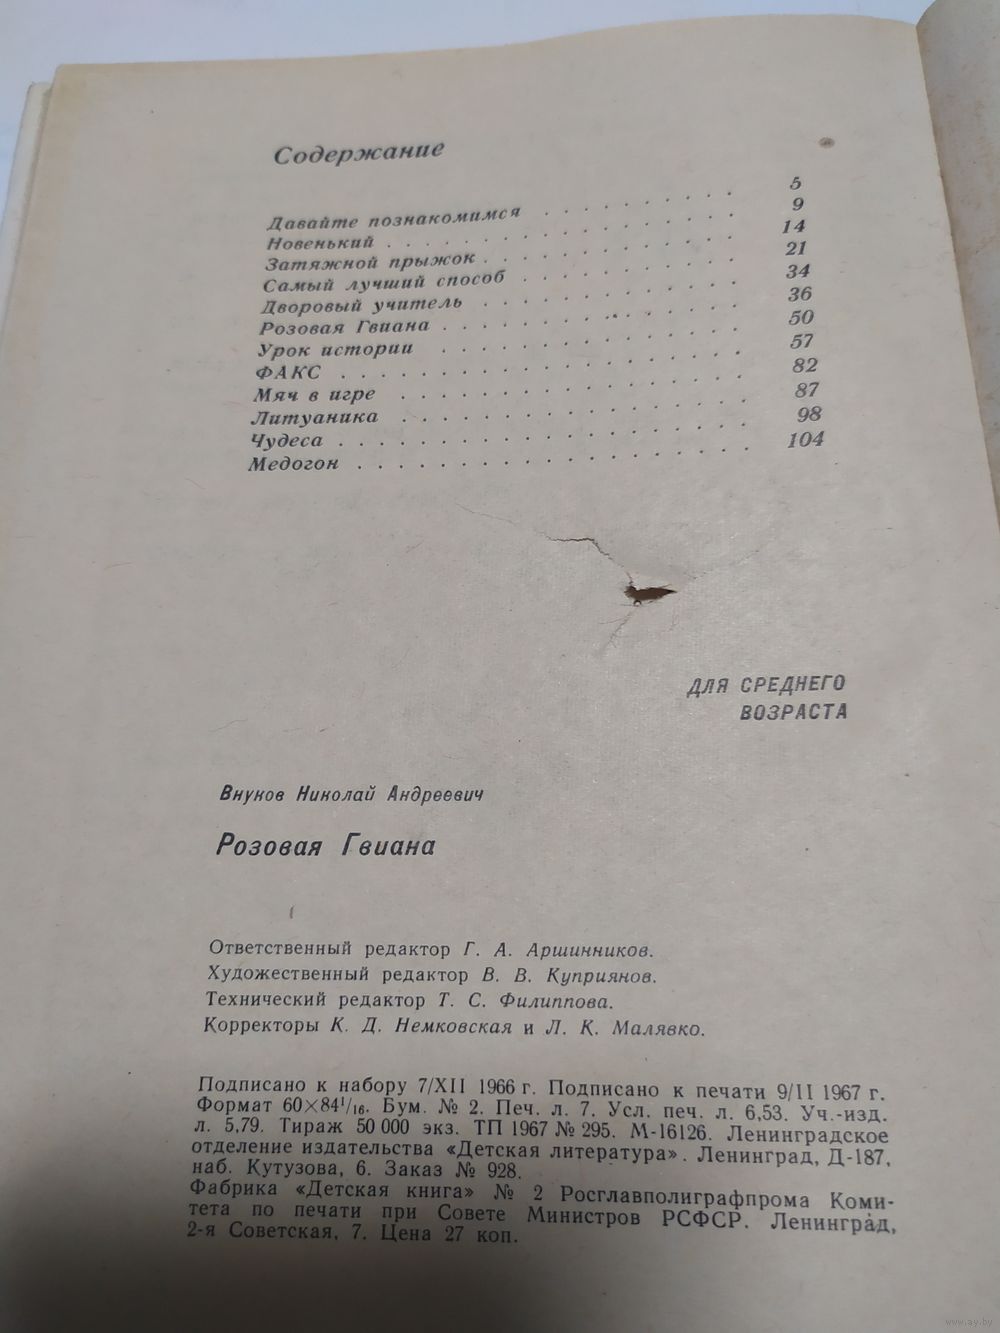 Содержание
Давайте познакомимся . . . . . . . . . . 5
Новенький . . . . . . . . . . . . . . . . . 9
Затяжной прыжок . . . . . . . . . . . . 14
Самый лучший способ . . . . . . . . . . 21
Дворовый учитель . . . . . . . . . . . . 34
Розовая Гвиана . . . . . . . . . . . . . . 36
Урок истории . . . . . . . . . . . . . . . 50
ФАКС . . . . . . . . . . . . . . . . . . . 57
Мяч в игре . . . . . . . . . . . . . . . . 82
Литуаника . . . . . . . . . . . . . . . . 87
Чудеса . . . . . . . . . . . . . . . . . . . 98
Медогон . . . . . . . . . . . . . . . . . . 104
ДЛЯ СРЕДНЕГО
ВОЗРАСТА
Внуков Николай Андреевич
Розовая Гвиана
Ответственный редактор Г. А. Аршинников.
Художественный редактор В. В. Куприянов.
Технический редактор Т. С. Филиппова.
Корректоры К. Д. Немковская и Л. К. Малявко.
Подписано к набору 7/XII 1966 г. Подписано к печати 9/II 1967 г.
Формат 60×84¹/₁₆. Бум. № 2. Печ. л. 7. Усл. печ. л. 6,53. Уч.-изд.
л. 5,79. Тираж 50 000 экз. ТП 1967 № 295. М-16126. Ленинградское
отделение издательства «Детская литература». Ленинград, Д-187,
наб. Кутузова, 6. Заказ № 928.
Фабрика «Детская книга» № 2 Росглавполиграфпрома Коми-
тета по печати при Совете Министров РСФСР. Ленинград,
2-я Советская, 7. Цена 27 коп.
www.ay.by